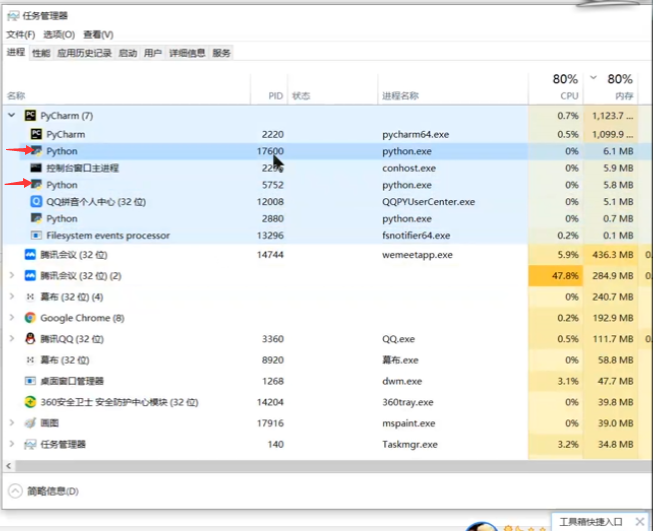 任务管理器
文件(F) 选项(O) 查看(V)
进程 性能 应用历史记录 启动 用户 详细信息 服务
80% 80%
名称 PID 状态 进程名称 CPU 内存
PyCharm (7) 0.7% 1,123.7 ...
PyCharm 2220 pycharm64.exe 0.5% 1,099.9 ...
Python 17600 python.exe 0% 6.1 MB
控制台窗口主进程 conhost.exe 0% 5.9 MB
Python 5752 python.exe 0% 5.8 MB
QQ拼音个人中心 (32 位) 12008 QQPYUserCenter.exe 0% 5.1 MB
Python 2880 python.exe 0% 0.7 MB
Filesystem events processor 13296 fsnotifier64.exe 0.2% 0.1 MB
腾讯会议 (32 位) 14744 wemeetapp.exe 5.9% 436.3 MB
腾讯会议 (32 位) (2) 47.8% 284.9 MB
幕布 (32 位) (4) 0% 240.7 MB
Google Chrome (8) 0.2% 192.9 MB
腾讯QQ (32 位) 3360 QQ.exe 0.5% 111.7 MB
幕布 (32 位) 8920 幕布.exe 0% 58.8 MB
桌面窗口管理器 1268 dwm.exe 3.1% 47.7 MB
360安全卫士 安全防护中心模块 (32 位) 14204 360tray.exe 0% 39.8 MB
画图 17916 mspaint.exe 0% 39.0 MB
任务管理器 140 Taskmgr.exe 3.2% 34.8 MB
简略信息(D)
工具箱快捷入口